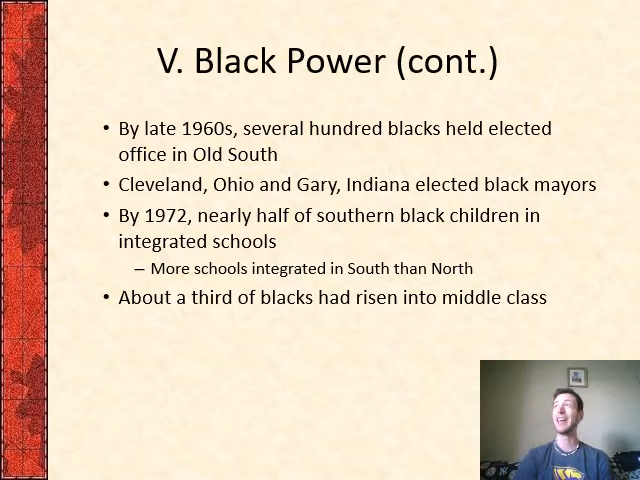 V. Black Power (cont.)
• By late 1960s, several hundred blacks held elected
office in Old South
• Cleveland, Ohio and Gary, Indiana elected black mayors
• By 1972, nearly half of southern black children in
integrated schools
– More schools integrated in South than North
• About a third of blacks had risen into middle class